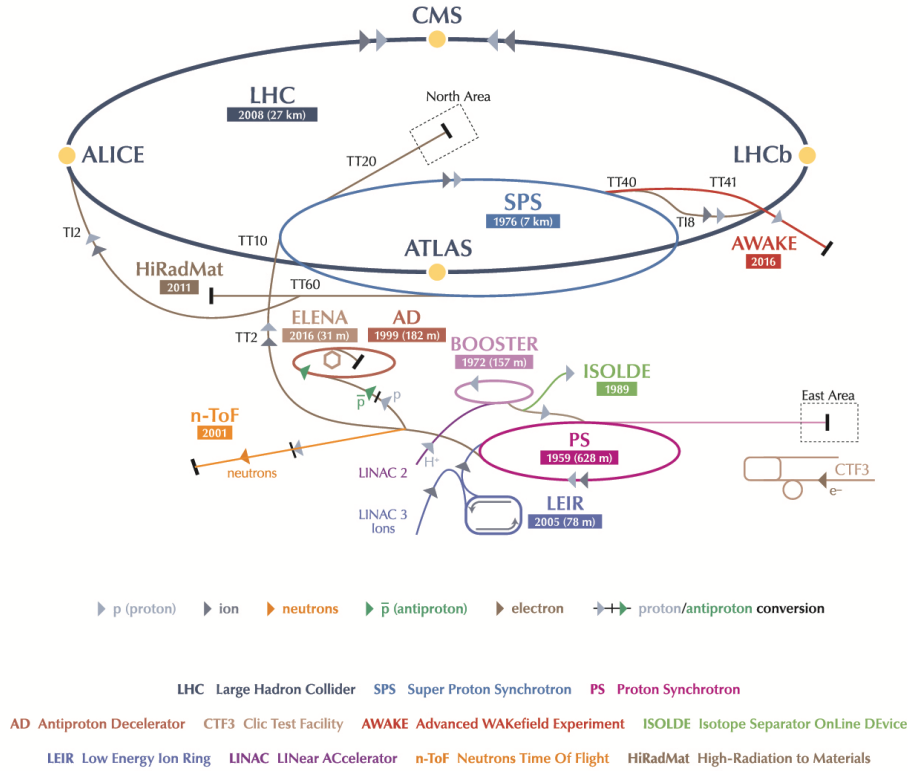 CMS
LHC
2008 (27 km)
North Area
ALICE
LHCb
TT20
TT40
TT41
SPS
1976 (7 km)
TI8
TI2
TT10
ATLAS
AWAKE
2016
HiRadMat
2011
TT60
ELENA
2016 (31 m)
AD
1999 (182 m)
TT2
BOOSTER
1972 (157 m)
ISOLDE
1989
p̅
p
East Area
n-ToF
2001
PS
1959 (628 m)
neutrons
H⁺
LINAC 2
CTF3
e–
LEIR
2005 (78 m)
LINAC 3
Ions
p (proton)
ion
neutrons
p̅ (antiproton)
electron
proton/antiproton conversion
LHC Large Hadron Collider SPS Super Proton Synchrotron PS Proton Synchrotron
AD Antiproton Decelerator CTF3 Clic Test Facility AWAKE Advanced WAKefield Experiment ISOLDE Isotope Separator OnLine DEvice
LEIR Low Energy Ion Ring LINAC LINear ACcelerator n-ToF Neutrons Time Of Flight HiRadMat High-Radiation to Materials